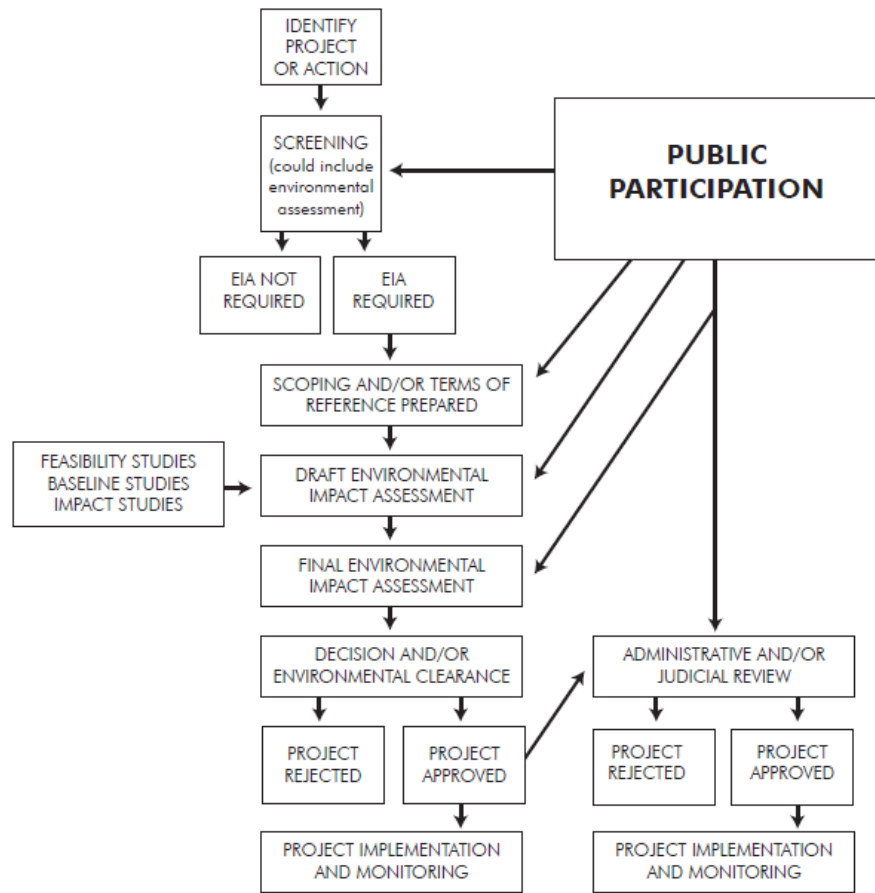 IDENTIFY
PROJECT
OR ACTION
SCREENING
(could include
environmental
assessment)
PUBLIC
PARTICIPATION
EIA NOT
REQUIRED
EIA
REQUIRED
SCOPING AND/OR TERMS OF
REFERENCE PREPARED
FEASIBILITY STUDIES
BASELINE STUDIES
IMPACT STUDIES
DRAFT ENVIRONMENTAL
IMPACT ASSESSMENT
FINAL ENVIRONMENTAL
IMPACT ASSESSMENT
DECISION AND/OR
ENVIRONMENTAL CLEARANCE
ADMINISTRATIVE AND/OR
JUDICIAL REVIEW
PROJECT
REJECTED
PROJECT
APPROVED
PROJECT
REJECTED
PROJECT
APPROVED
PROJECT IMPLEMENTATION
AND MONITORING
PROJECT IMPLEMENTATION
AND MONITORING